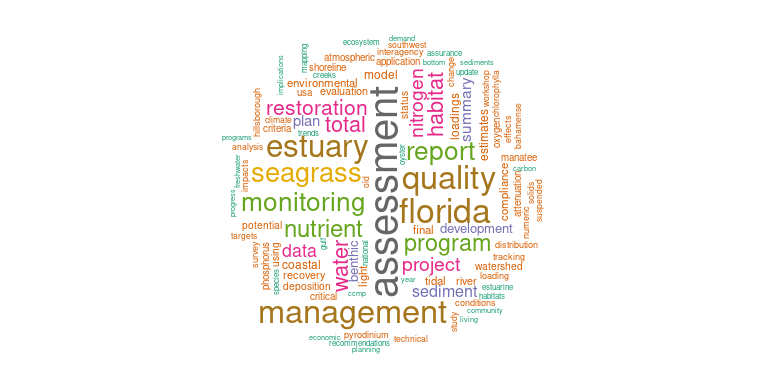 demand
ecosystem
southwest
interagency
assurance
mapping
atmospheric
application
bottom
sediments
shoreline
creeks
model
change
update
implications
environmental
usa
evaluation
status
nitrogen
habitat
summary
workshop
oxygenchlorophylla
restoration
hillsborough
climate
plan
total
criteria
trends
loadings
estimates
effects
bahamense
programs
analysis
estuary
assessment
oyster
report
manatee
carbon
freshwater
impacts
seagrass
old
quality
compliance
attenuation
solids
suspended
progress
monitoring
florida
numeric
potential
nutrient
final
development
targets
survey
phosphorus
using
data
gulf
water
benthic
national
light
program
distribution
tracking
coastal
project
watershed
species
recovery
deposition
year
tidal
river
loading
estuarine
critical
ccmp
sediment
habitats
management
conditions
community
study
living
economic
pyrodinium
technical
recommendations
planning